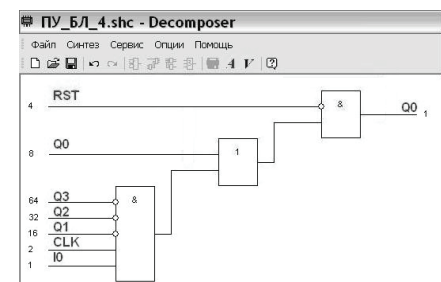 ПУ_БЛ_4.shc - Decomposer
Файл Синтез Сервис Опции Помощь
A V
4 RST & Q0 1
8 Q0 1
64 Q3 &
32 Q2
16 Q1
2 CLK
1 I0